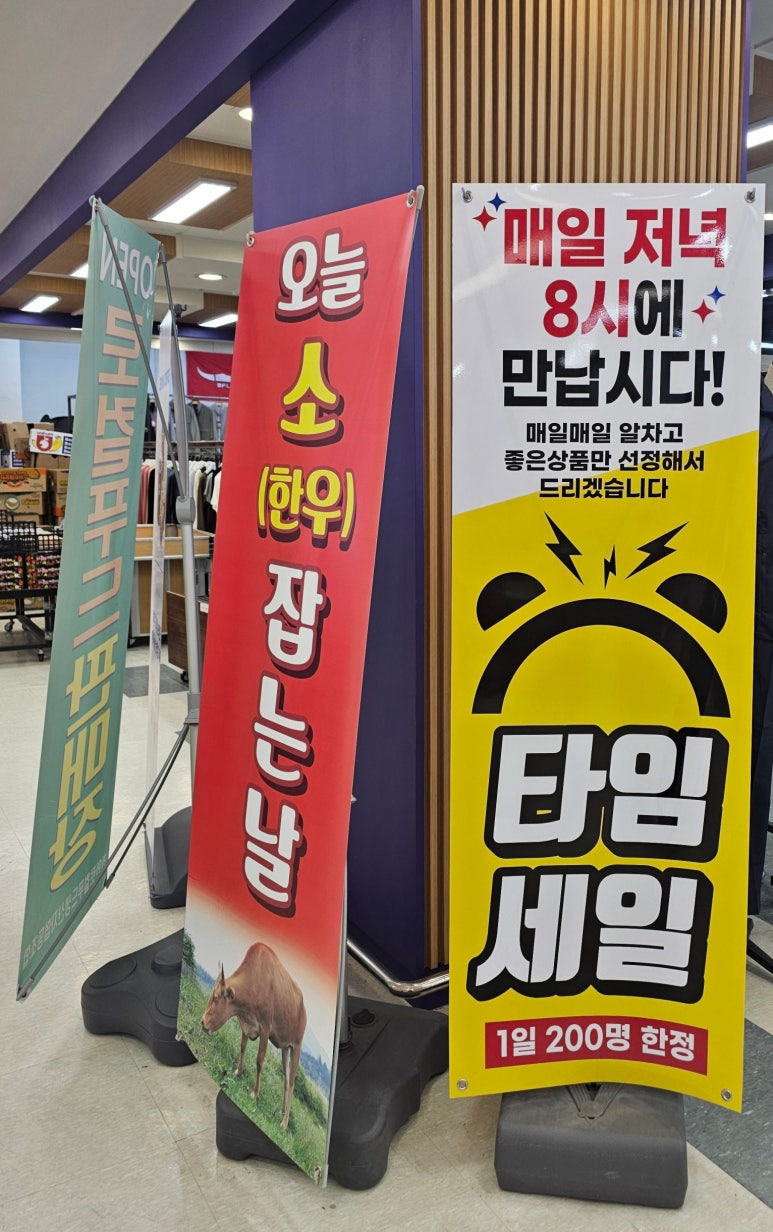 OPEN
오늘
소
(한우)
잡
는
날
매일 저녁
8시에
만납시다!
매일매일 알차고
좋은상품만 선정해서
드리겠습니다
타임
세일
1일 200명 한정